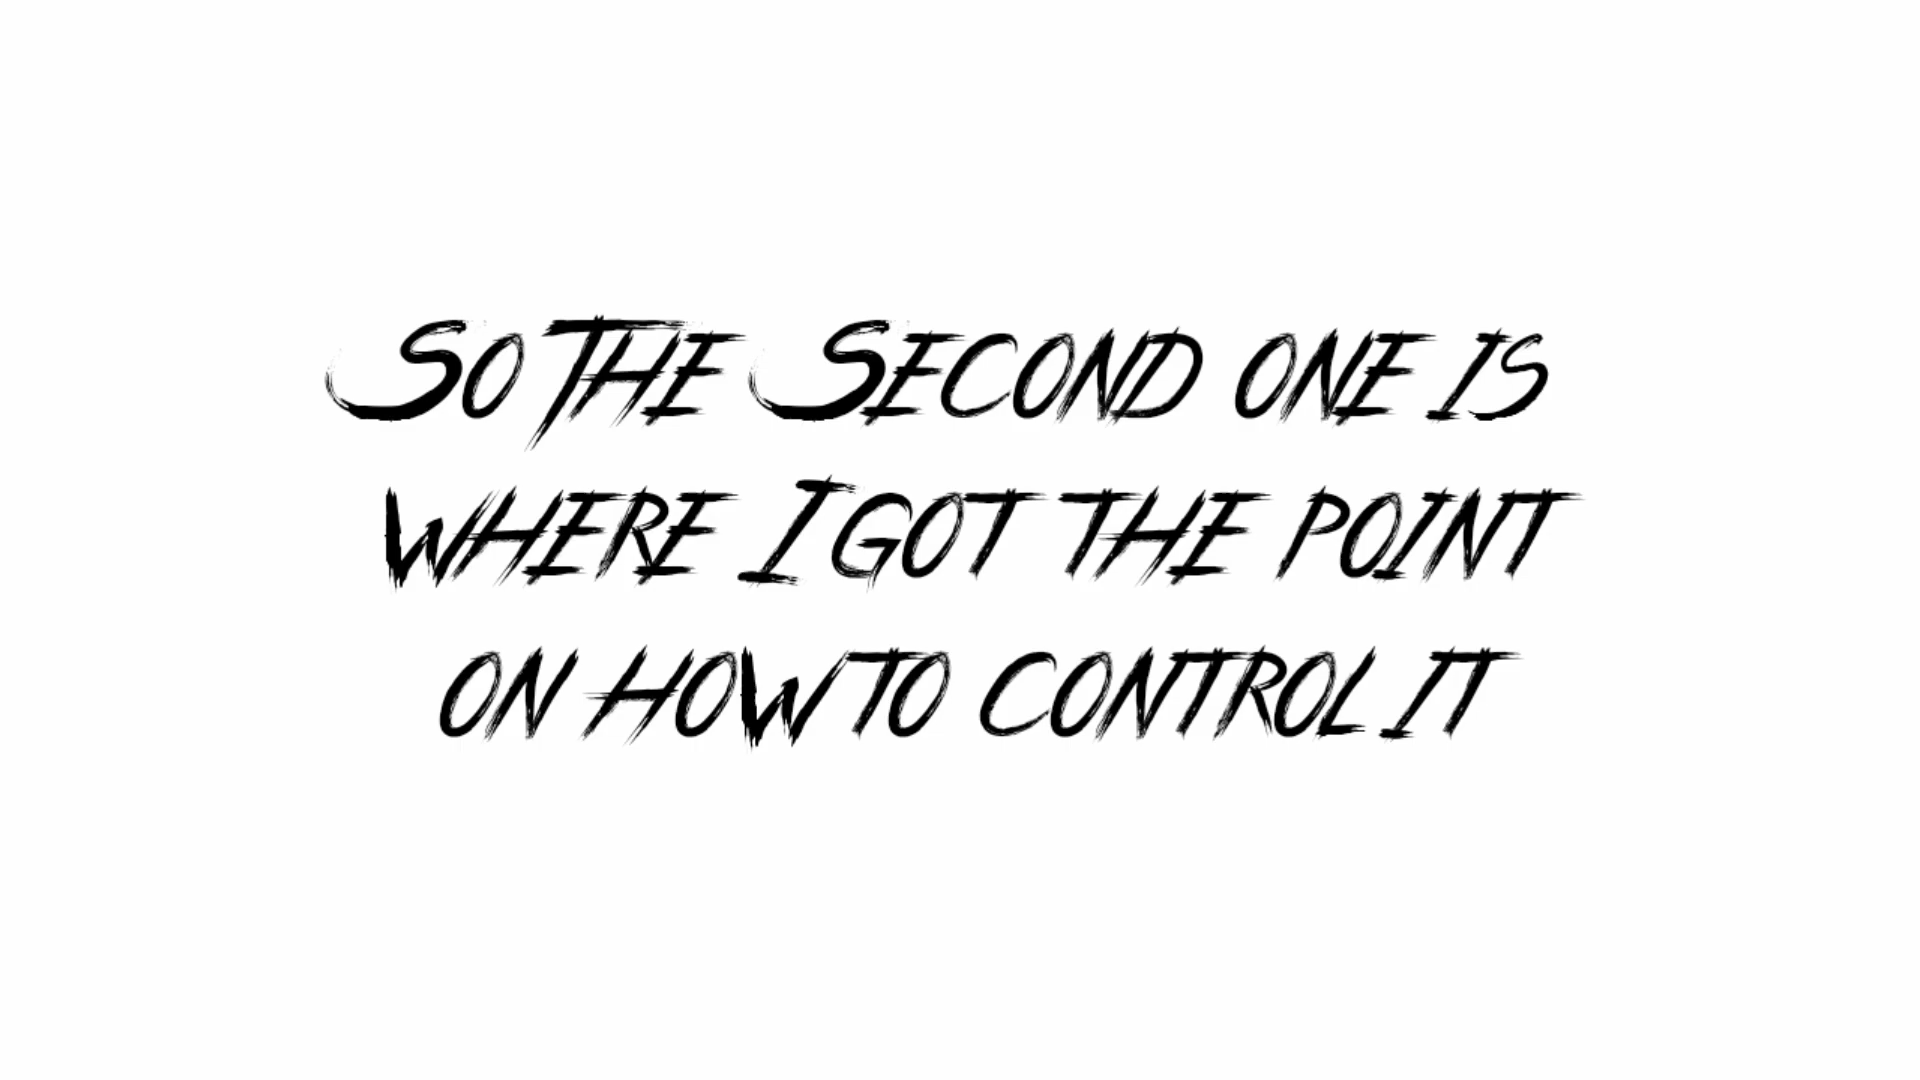 So The Second one is
where I got the point
on how to control it